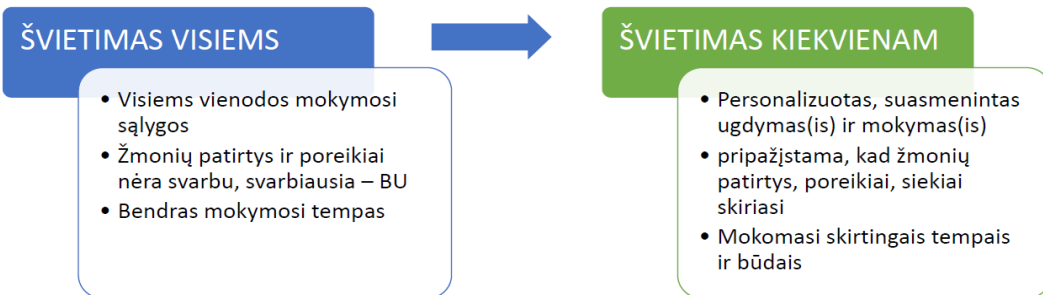 ŠVIETIMAS VISIEMS
• Visiems vienodos mokymosi
sąlygos
• Žmonių patirtys ir poreikiai
nėra svarbu, svarbiausia – BU
• Bendras mokymosi tempas
ŠVIETIMAS KIEKVIENAM
• Personalizuotas, suasmenintas
ugdymas(is) ir mokymas(is)
• pripažįstama, kad žmonių
patirtys, poreikiai, siekiai
skiriasi
• Mokomasi skirtingais tempais
ir būdais